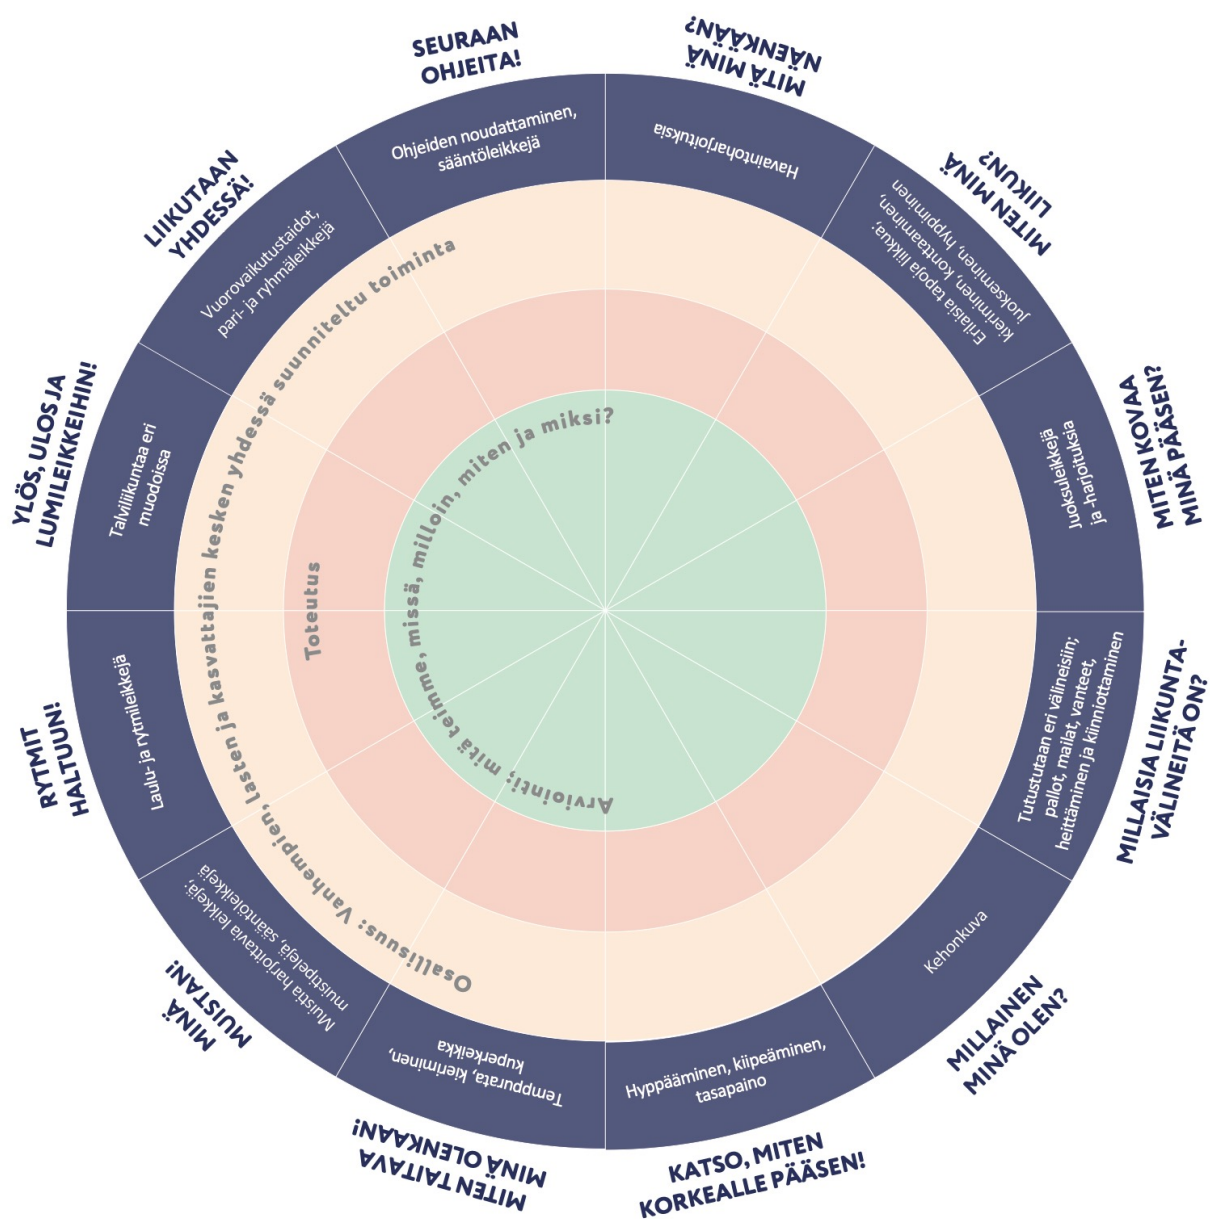 MITÄ MINÄ
NÄENKÄÄN?
Havaintoharjoituksia
MITEN MINÄ
LIIKUN?
Erilaisia tapoja liikkua;
kieriminen, konttaaminen,
juokseminen, hyppiminen
MITEN KOVAA
MINÄ PÄÄSEN?
Juoksuleikkejä
ja -harjoituksia
MILLAISIA LIIKUNTA-
VÄLINEITÄ ON?
Tutustutaan eri välineisiin;
pallot, mailat, vanteet,
heittäminen ja kiinniottaminen
MILLAINEN
MINÄ OLEN?
Kehonkuva
KATSO, MITEN
KORKEALLE PÄÄSEN!
Hyppääminen, kiipeäminen,
tasapaino
MITEN TAITAVA
MINÄ OLENKAAN!
Temppurata, kieriminen,
kuperkeikka
MINÄ
MUISTAN!
Muistia harjoittavia leikkejä;
muistipelejä, sääntöleikkejä
RYTMIT
HALTUUN!
Laulu- ja rytmileikkejä
YLÖS, ULOS JA
LUMILEIKKEIHIN!
Talviliikuntaa eri
muodoissa
LIIKUTAAN
YHDESSÄ!
Vuorovaikutustaidot,
pari- ja ryhmäleikkejä
SEURAAN
OHJEITA!
Ohjeiden noudattaminen,
sääntöleikkejä
Osallisuus: Vanhempien, lasten ja kasvattajien kesken yhdessä suunniteltu toiminta
Toteutus
Arviointi; mitä teimme, missä, milloin, miten ja miksi?